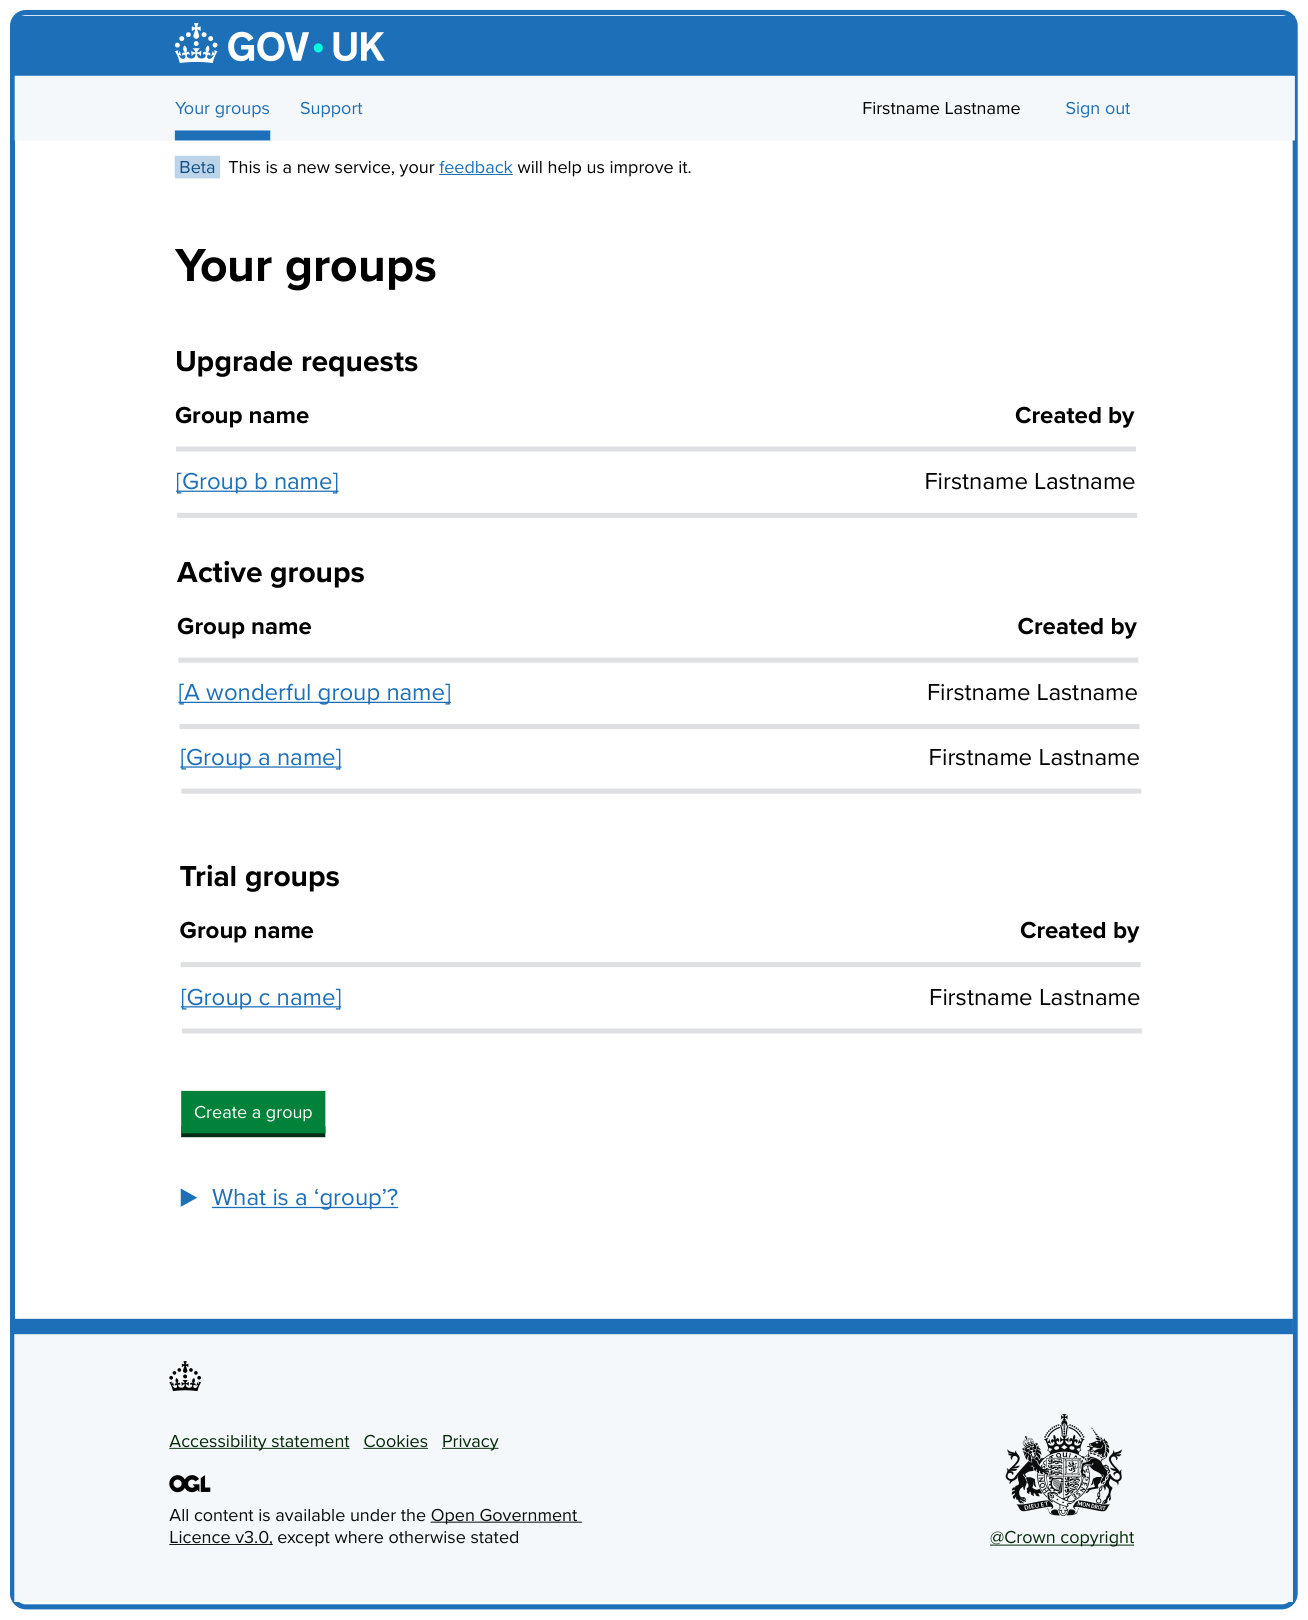 GOV·UK
Your groups Support Firstname Lastname Sign out
Beta This is a new service, your feedback will help us improve it.
Your groups
Upgrade requests
Group name Created by
[Group b name] Firstname Lastname
Active groups
Group name Created by
[A wonderful group name] Firstname Lastname
[Group a name] Firstname Lastname
Trial groups
Group name Created by
[Group c name] Firstname Lastname
Create a group
What is a ‘group’?
Accessibility statement Cookies Privacy
OGL
All content is available under the Open Government
Licence v3.0, except where otherwise stated
DIEU ET MON DROIT
@Crown copyright